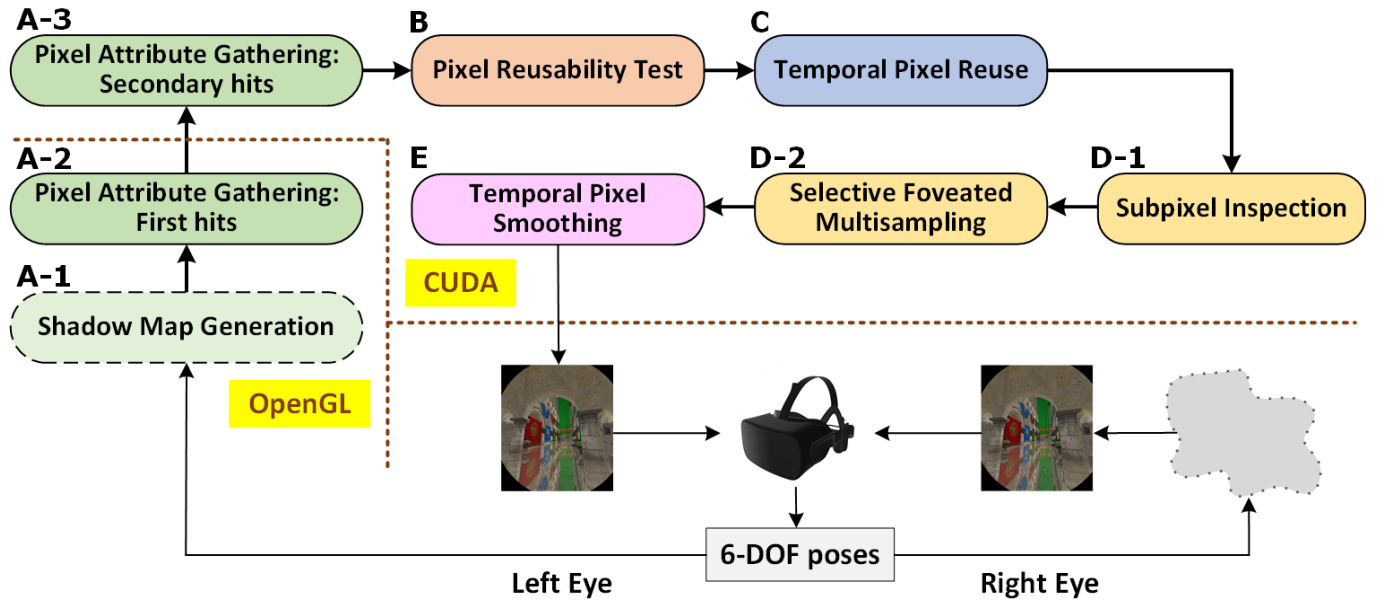 A-3
Pixel Attribute Gathering:
Secondary hits
B
Pixel Reusability Test
C
Temporal Pixel Reuse
A-2
Pixel Attribute Gathering:
First hits
E
Temporal Pixel
Smoothing
D-2
Selective Foveated
Multisampling
D-1
Subpixel Inspection
A-1
Shadow Map Generation
CUDA
OpenGL
6-DOF poses
Left Eye
Right Eye